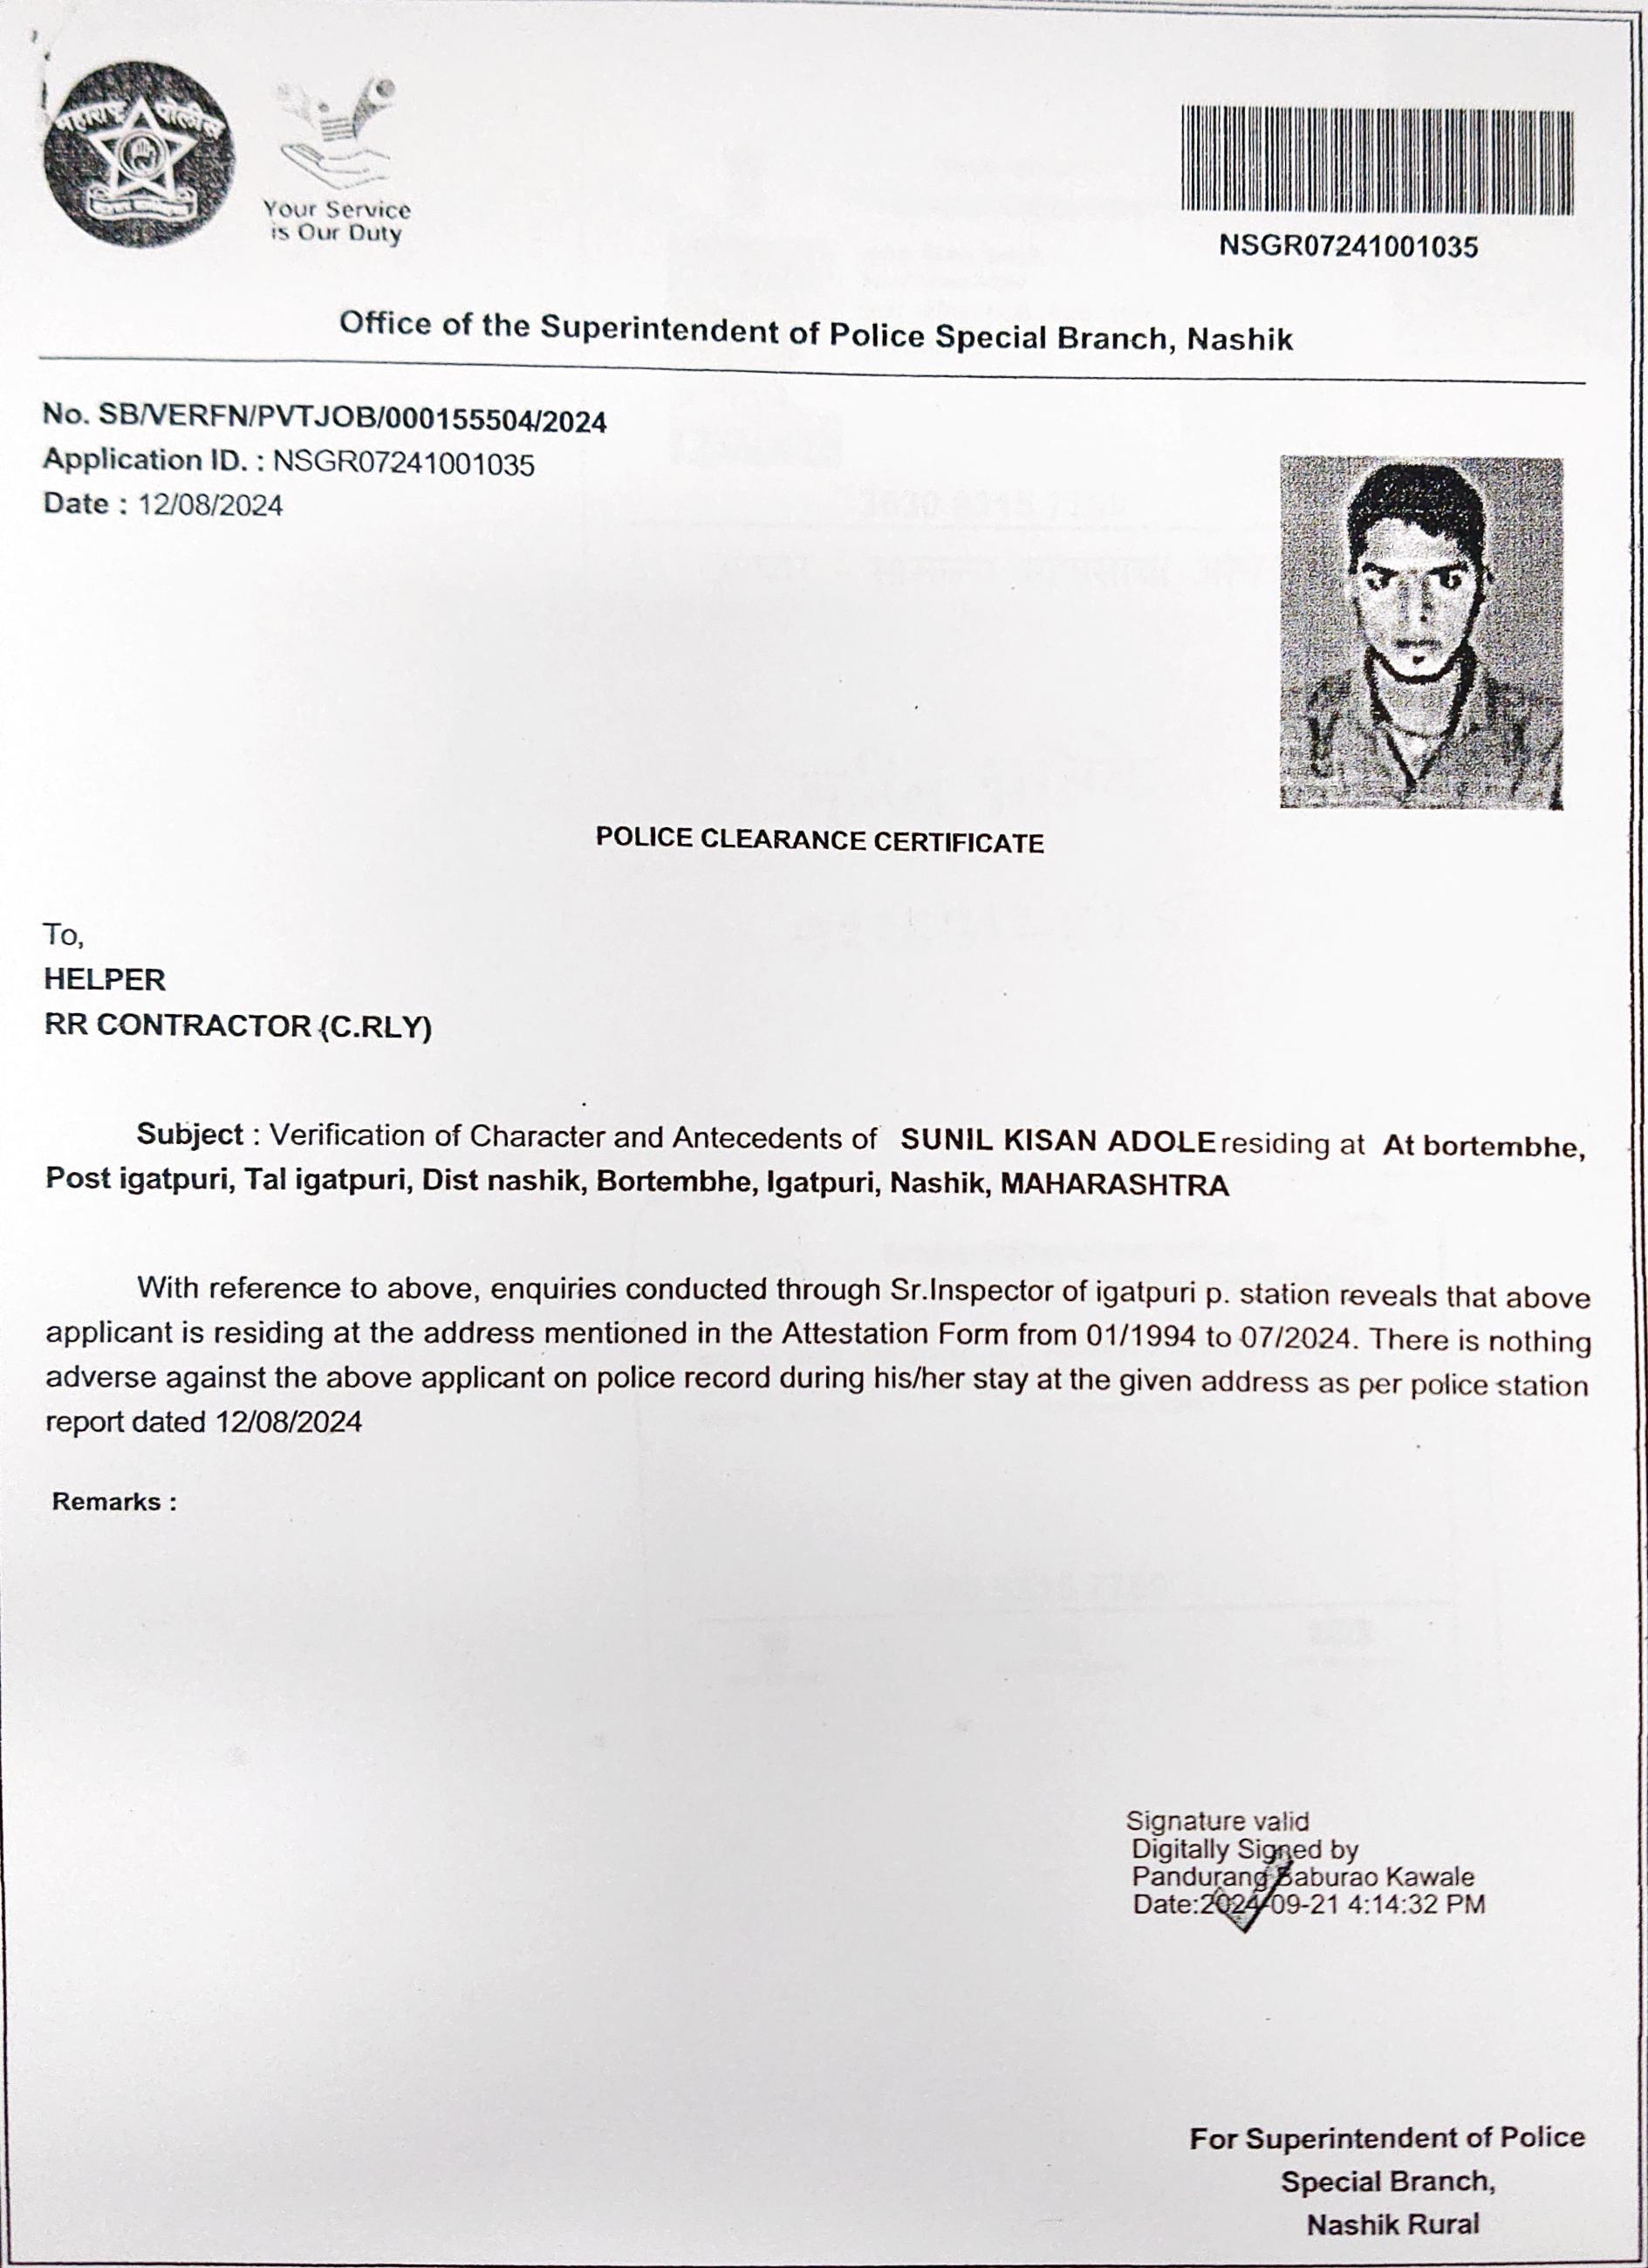 महाराष्ट्र पोलीस
Your Service
is Our Duty
NSGR07241001035
Office of the Superintendent of Police Special Branch, Nashik
No. SB/VERFN/PVTJOB/000155504/2024
Application ID. : NSGR07241001035
Date : 12/08/2024
POLICE CLEARANCE CERTIFICATE
To,
HELPER
RR CONTRACTOR (C.RLY)
Subject : Verification of Character and Antecedents of SUNIL KISAN ADOLE residing at At bortembhe,
Post igatpuri, Tal igatpuri, Dist nashik, Bortembhe, Igatpuri, Nashik, MAHARASHTRA
With reference to above, enquiries conducted through Sr.Inspector of igatpuri p. station reveals that above
applicant is residing at the address mentioned in the Attestation Form from 01/1994 to 07/2024. There is nothing
adverse against the above applicant on police record during his/her stay at the given address as per police station
report dated 12/08/2024
Remarks :
Signature valid
Digitally Signed by
Pandurang Baburao Kawale
Date:2024-09-21 4:14:32 PM
For Superintendent of Police
Special Branch,
Nashik Rural